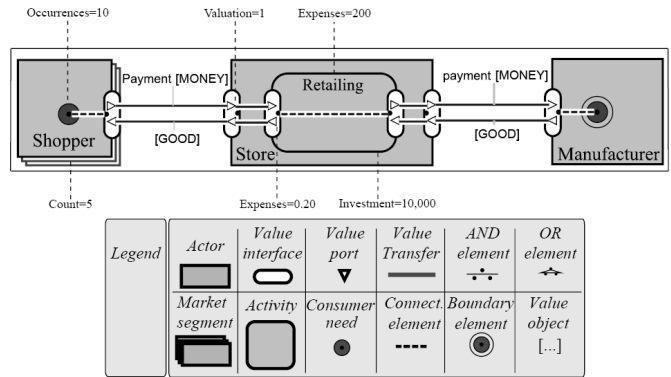 Occurrences=10
Valuation=1
Expenses=200
Payment [MONEY]
Retailing
payment [MONEY]
Shopper
[GOOD]
Store
[GOOD]
Manufacturer
Count=5
Expenses=0.20
Investment=10,000
Legend
Actor
Value interface
Value port
Value Transfer
AND element
OR element
Market segment
Activity
Consumer need
Connect. element
Boundary element
Value object
[...]